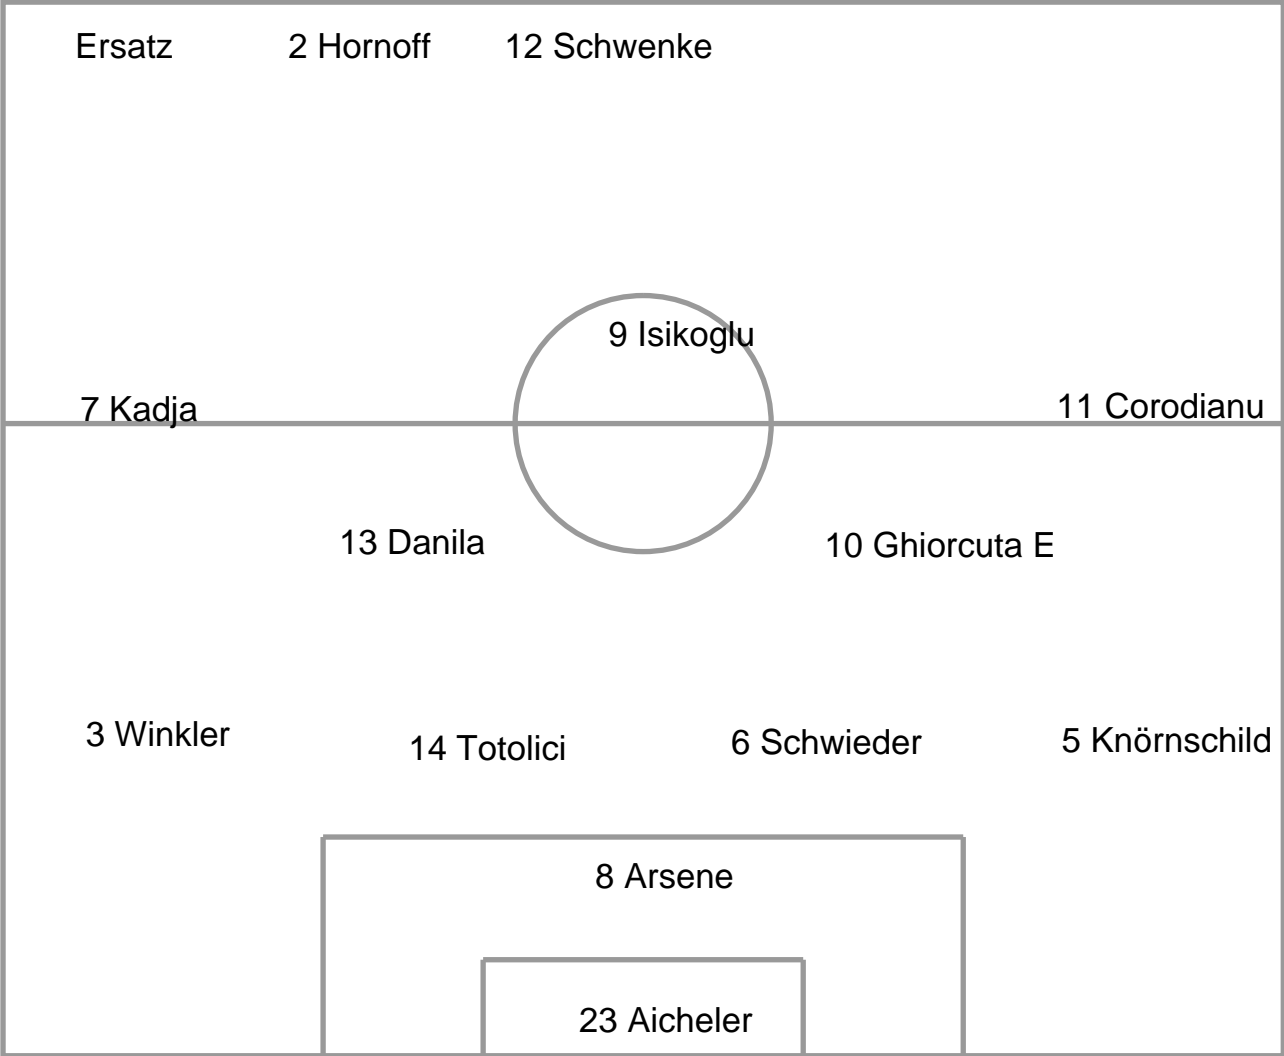 Ersatz 2 Hornoff 12 Schwenke
9 Isikoglu
7 Kadja 11 Corodianu
13 Danila 10 Ghiorcuta E
3 Winkler 14 Totolici 6 Schwieder 5 Knörnschild
8 Arsene
23 Aicheler